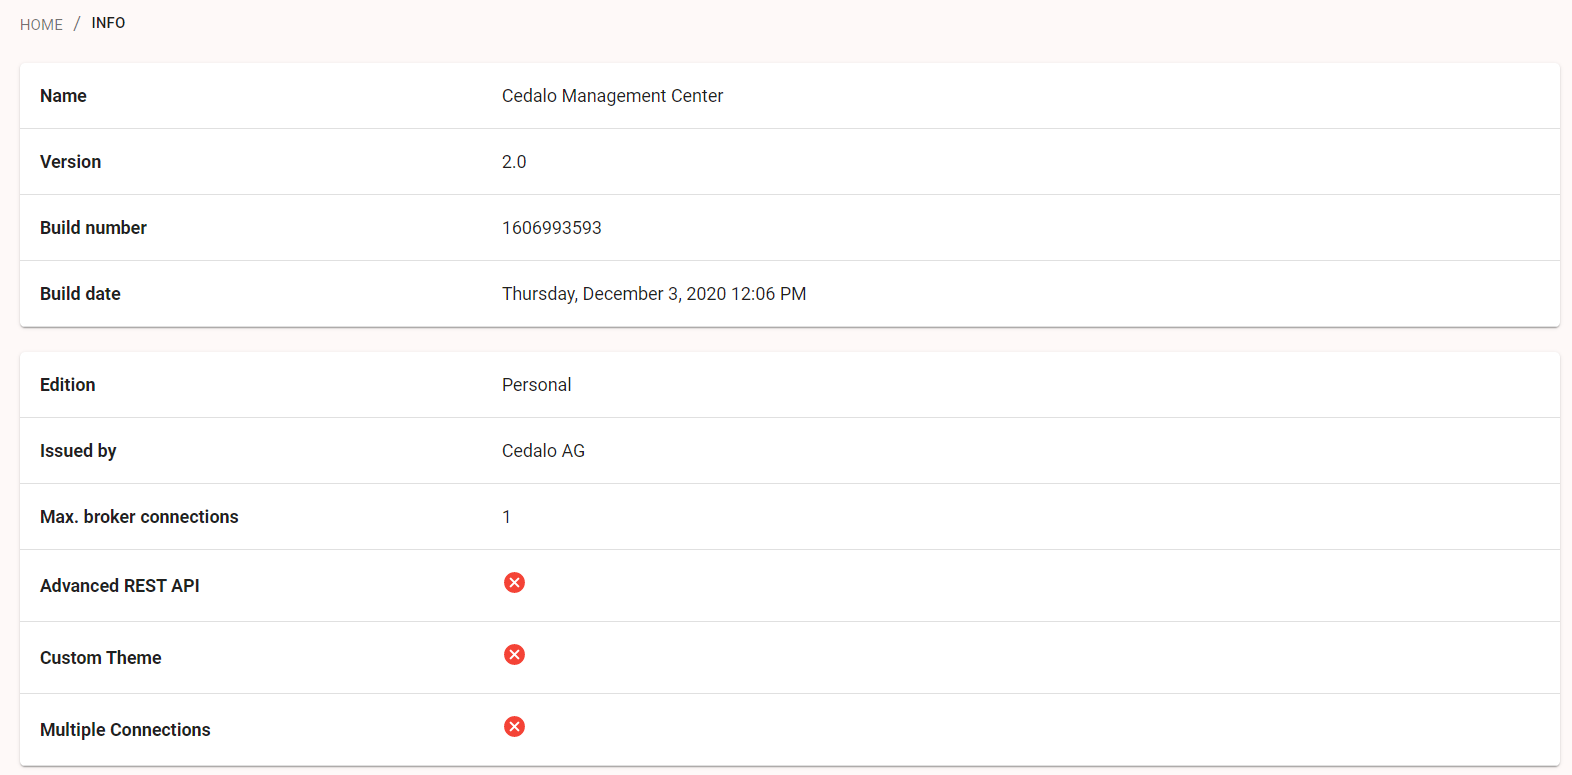 HOME / INFO
Name Cedalo Management Center
Version 2.0
Build number 1606993593
Build date Thursday, December 3, 2020 12:06 PM
Edition Personal
Issued by Cedalo AG
Max. broker connections 1
Advanced REST API
Custom Theme
Multiple Connections